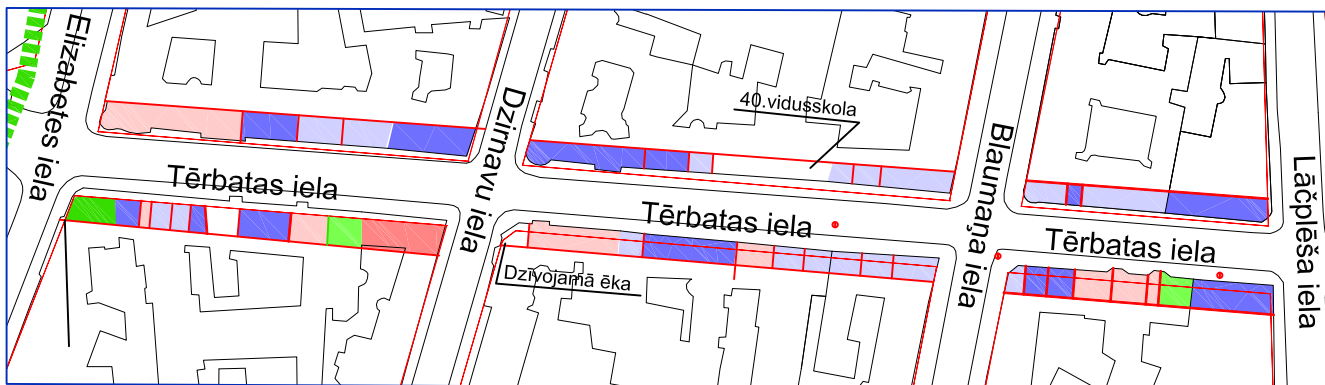 Elizabetes iela
Tērbatas iela
Dzirnavu iela
40.vidusskola
Tērbatas iela
Dzīvojamā ēka
Blaumaņa iela
Tērbatas iela
Lāčplēša iela